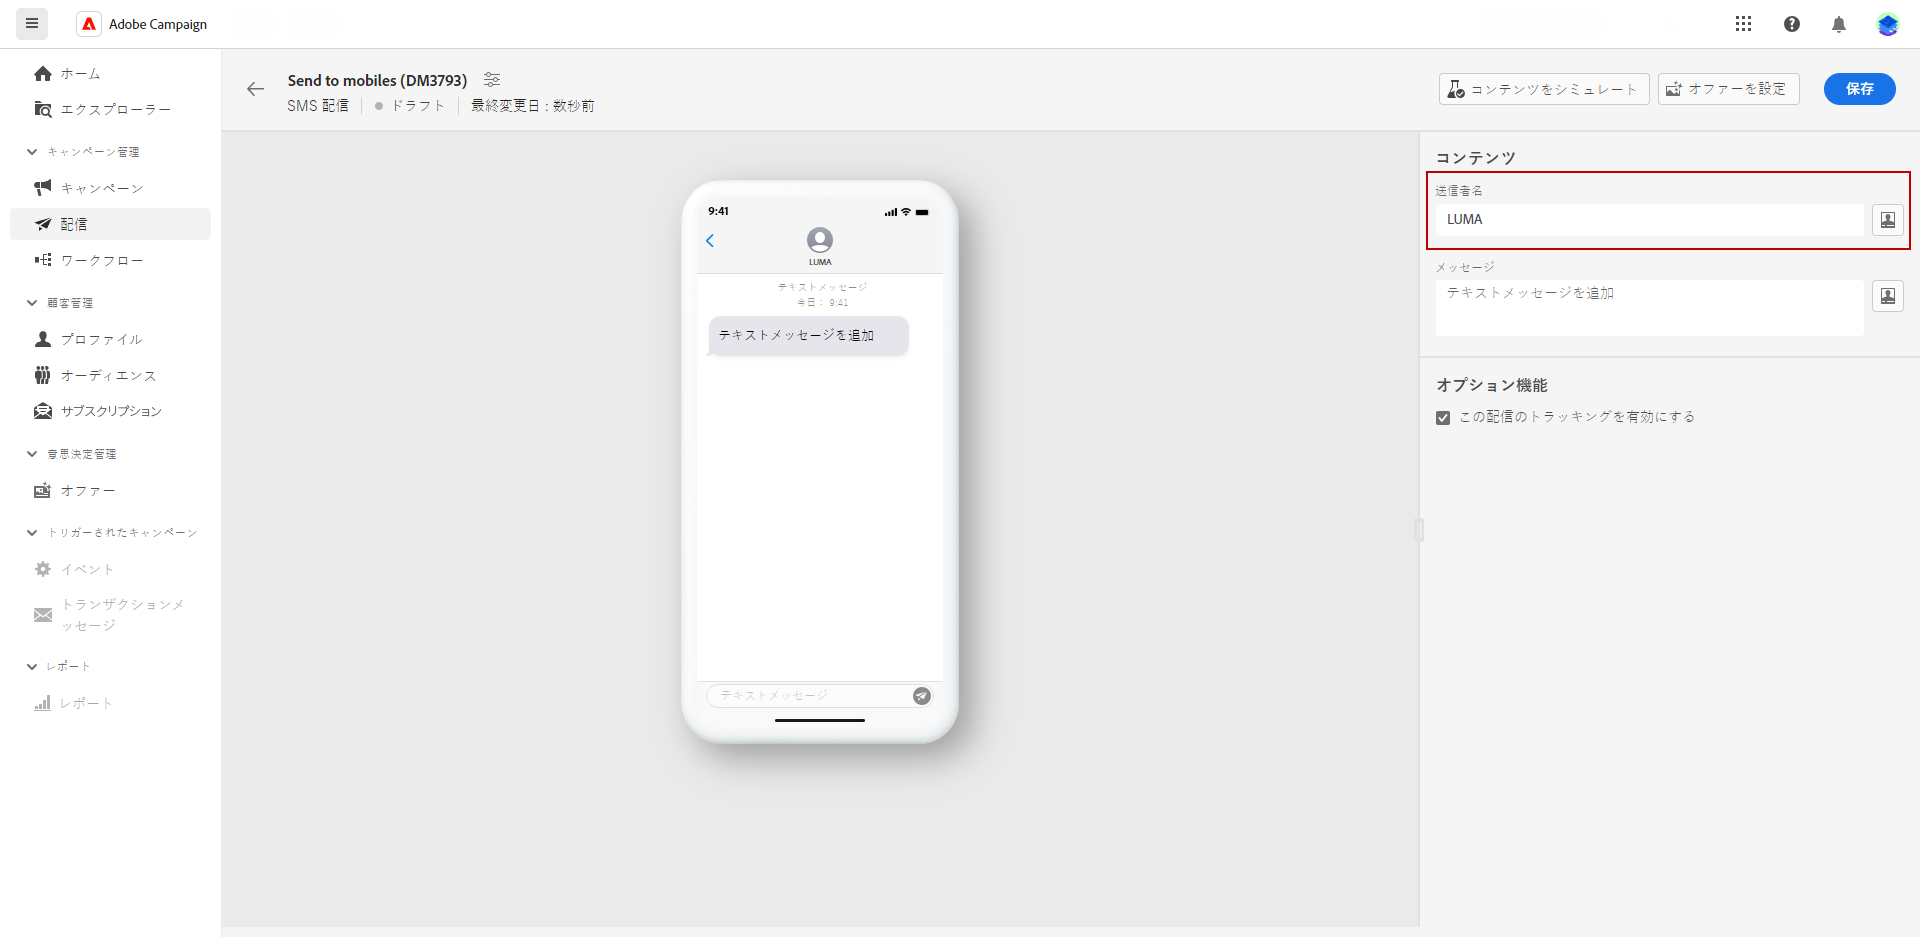 Adobe Campaign
ホーム
エクスプローラー
キャンペーン管理
キャンペーン
配信
ワークフロー
顧客管理
プロファイル
オーディエンス
サブスクリプション
意思決定管理
オファー
トリガーされたキャンペーン
イベント
トランザクションメ
ッセージ
レポート
レポート
Send to mobiles (DM3793)
SMS 配信
ドラフト
最終変更日 : 数秒前
コンテンツをシミュレート
オファーを設定
保存
9:41
LUMA
テキストメッセージ
今日： 9:41
テキストメッセージを追加
テキストメッセージ
コンテンツ
送信者名
LUMA
メッセージ
テキストメッセージを追加
オプション機能
この配信のトラッキングを有効にする